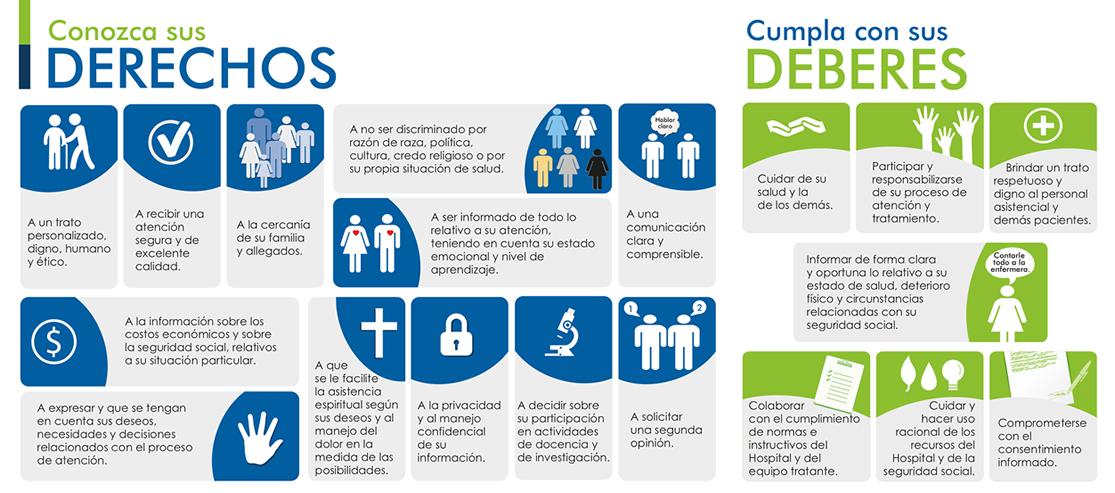 Conozca sus
DERECHOS
A un trato
personalizado,
digno, humano
y ético.
A recibir una
atención
segura y de
excelente
calidad.
A la cercanía
de su familia
y allegados.
A no ser discriminado por
razón de raza, política,
cultura, credo religioso o por
su propia situación de salud.
A ser informado de todo lo
relativo a su atención,
teniendo en cuenta su estado
emocional y nivel de
aprendizaje.
Hablar
claro
A una
comunicación
clara y
comprensible.
$
A la información sobre los
costos económicos y sobre
la seguridad social, relativos
a su situación particular.
A expresar y que se tengan
en cuenta sus deseos,
necesidades y decisiones
relacionados con el proceso
de atención.
A que
se le facilite
la asistencia
espiritual según
sus deseos y al
manejo del
dolor en la
medida de las
posibilidades.
A la privacidad
y al manejo
confidencial
de su
información.
A decidir sobre
su participación
en actividades
de docencia y
de investigación.
1
2
A solicitar
una segunda
opinión.
Cumpla con sus
DEBERES
Cuidar de su
salud y la
de los demás.
Participar y
responsabilizarse
de su proceso de
atención y
tratamiento.
Brindar un trato
respetuoso y
digno al personal
asistencial y
demás pacientes.
Informar de forma clara
y oportuna lo relativo a su
estado de salud, deterioro
físico y circunstancias
relacionadas con su
seguridad social.
Contarle
todo a la
enfermera.
Colaborar
con el cumplimiento
de normas e
instructivos del
Hospital y del
equipo tratante.
Cuidar y
hacer uso
racional de los
recursos del
Hospital y de la
seguridad social.
Comprometerse
con el
consentimiento
informado.